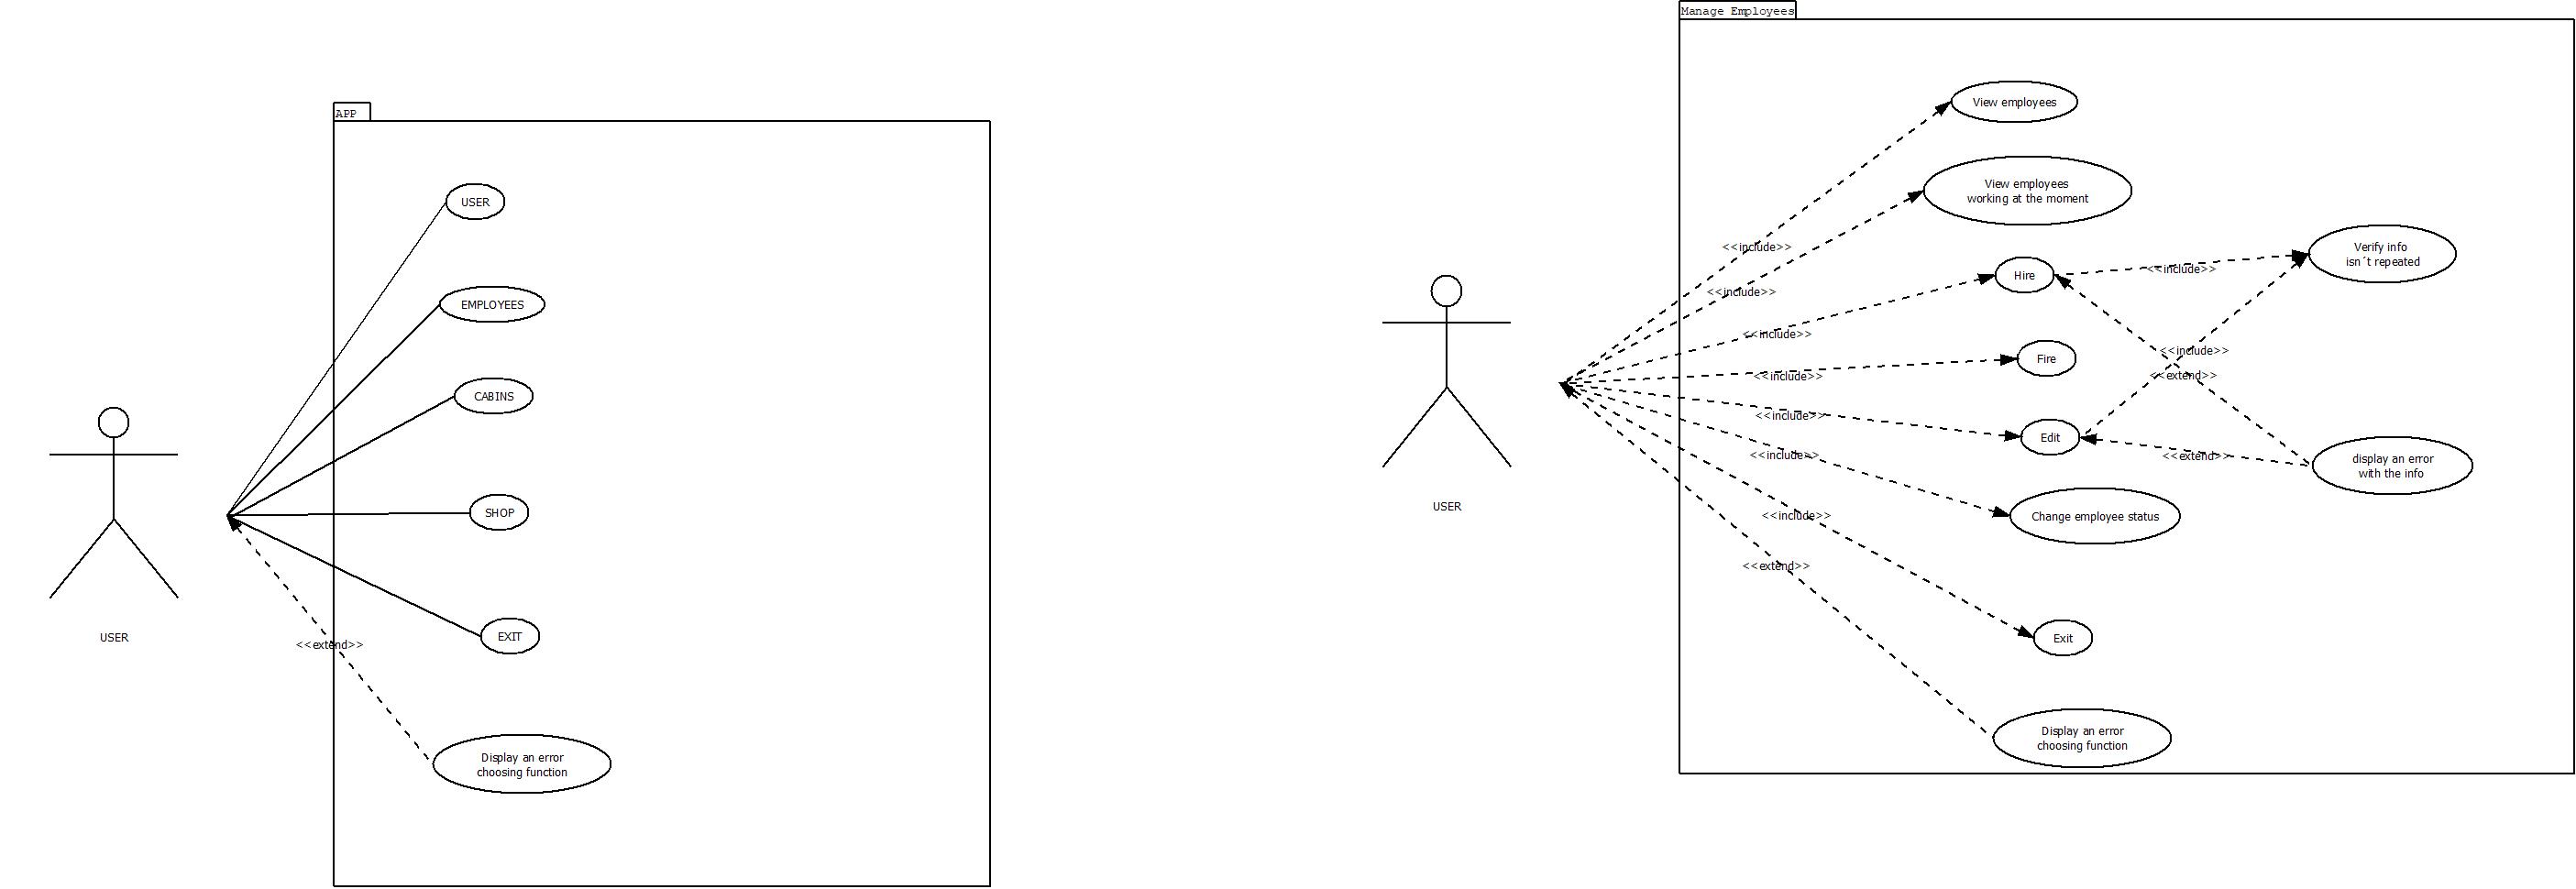 APP
USER
EMPLOYEES
CABINS
SHOP
EXIT
<<extend>>
Display an error
choosing function
USER
Manage Employees
View employees
View employees
working at the moment
<<include>>
<<include>>
Hire
<<include>>
Verify info
isn´t repeated
<<include>>
Fire
<<include>>
<<include>>
<<extend>>
<<include>>
Edit
<<extend>>
display an error
with the info
<<include>>
Change employee status
<<include>>
<<extend>>
Exit
Display an error
choosing function
USER